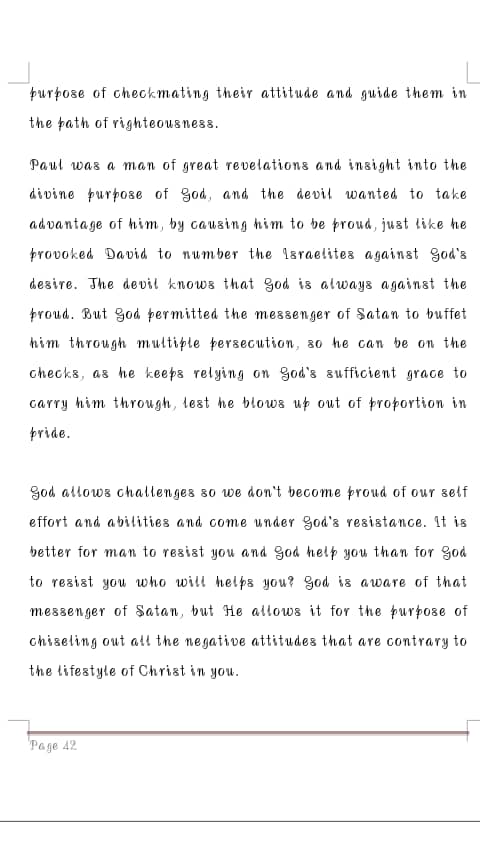 purpose of checkmating their attitude and guide them in
the path of righteousness.
Paul was a man of great revelations and insight into the
divine purpose of God, and the devil wanted to take
advantage of him, by causing him to be proud, just like he
provoked David to number the Israelites against God's
desire. The devil knows that God is always against the
proud. But God permitted the messenger of Satan to buffet
him through multiple persecution, so he can be on the
checks, as he keeps relying on God's sufficient grace to
carry him through, lest he blows up out of proportion in
pride.
God allows challenges so we don't become proud of our self
effort and abilities and come under God's resistance. It is
better for man to resist you and God help you than for God
to resist you who will helps you? God is aware of that
messenger of Satan, but He allows it for the purpose of
chiseling out all the negative attitudes that are contrary to
the lifestyle of Christ in you.
Page 42